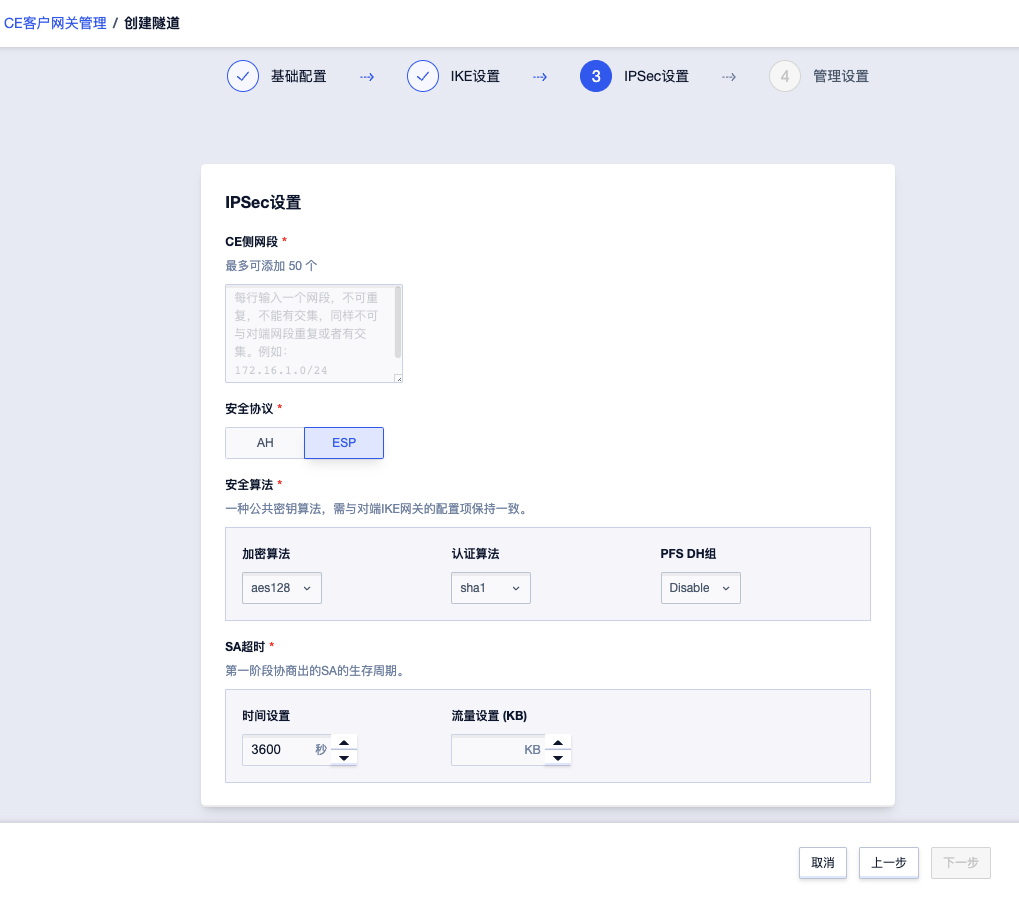 CE客户网关管理 / 创建隧道
基础配置 IKE设置 3 IPSec设置 4 管理设置
IPSec设置
CE侧网段 *
最多可添加 50 个
每行输入一个网段，不可重
复，不能有交集，同样不可
与对端网段重复或者有交
集。例如：
172.16.1.0/24
安全协议 *
AH ESP
安全算法 *
一种公共密钥算法，需与对端IKE网关的配置项保持一致。
加密算法 认证算法 PFS DH组
aes128 sha1 Disable
SA超时 *
第一阶段协商出的SA的生存周期。
时间设置 流量设置 (KB)
3600 秒 KB
取消 上一步 下一步